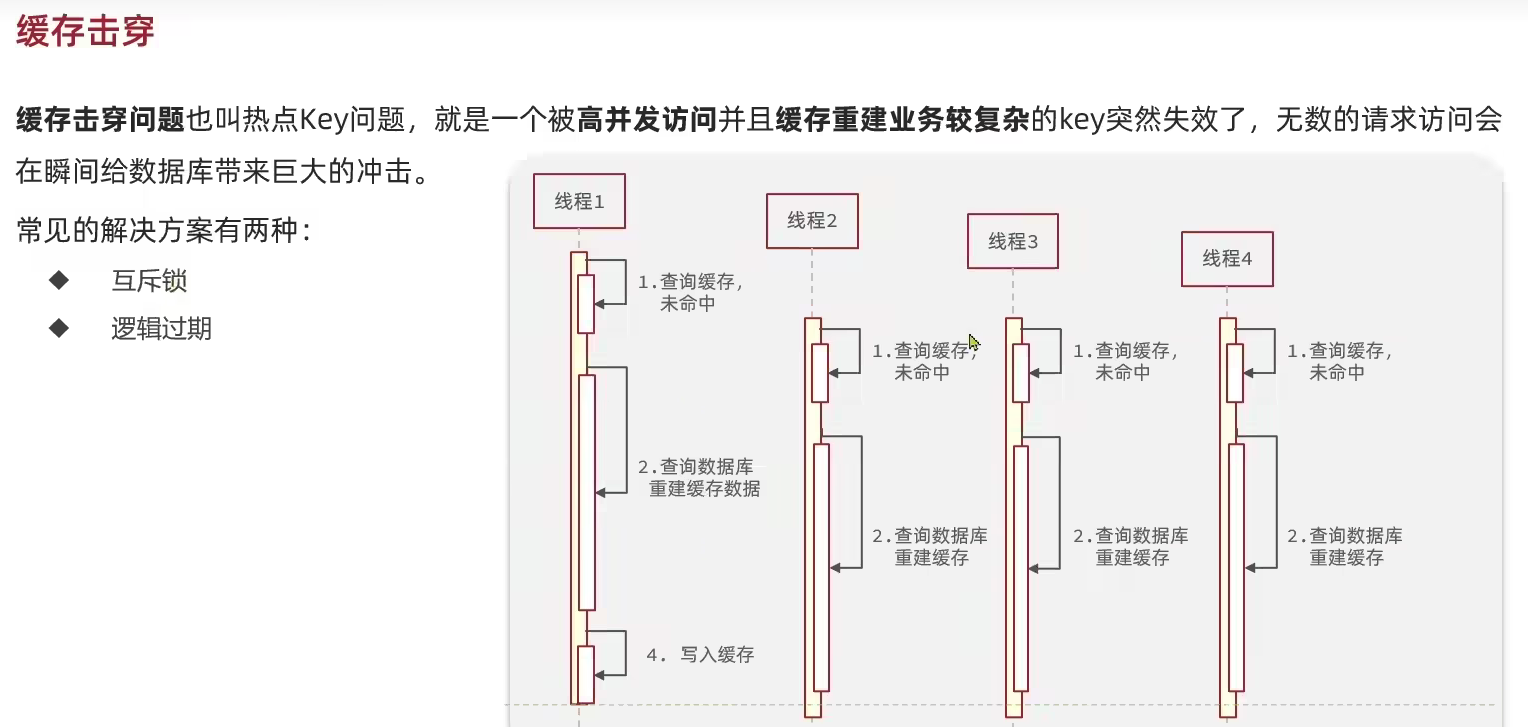 缓存击穿
缓存击穿问题也叫热点Key问题，就是一个被高并发访问并且缓存重建业务较复杂的key突然失效了，无数的请求访问会
在瞬间给数据库带来巨大的冲击。
常见的解决方案有两种：
互斥锁
逻辑过期
线程1
1.查询缓存，
未命中
2.查询数据库
重建缓存数据
4. 写入缓存
线程2
1.查询缓存，
未命中
2.查询数据库
重建缓存
线程3
1.查询缓存，
未命中
2.查询数据库
重建缓存
线程4
1.查询缓存，
未命中
2.查询数据库
重建缓存